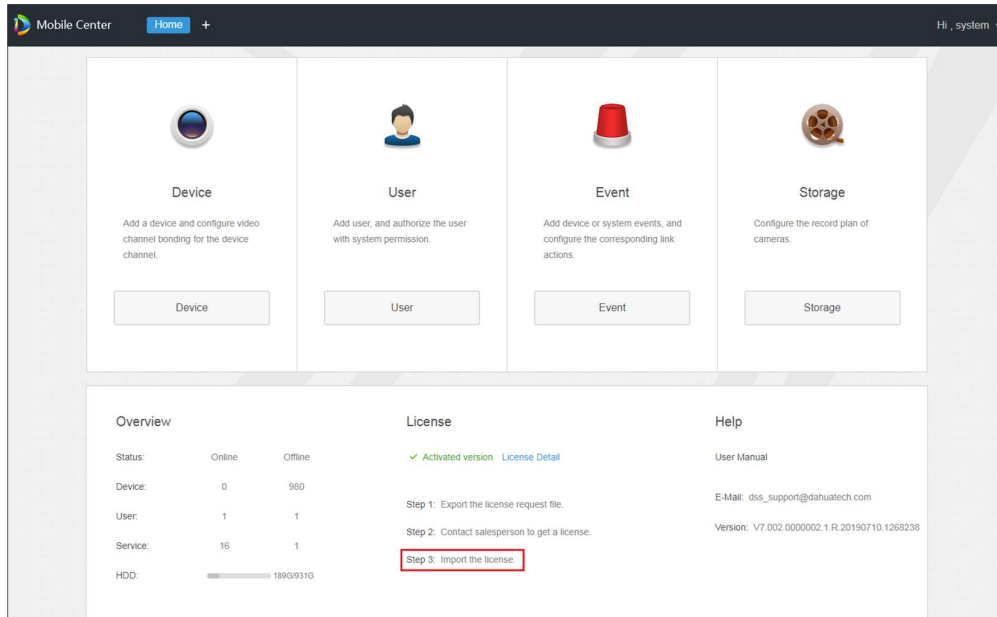 Mobile Center Home + Hi , system
Device
Add a device and configure video
channel bonding for the device
channel.
Device
User
Add user, and authorize the user
with system permission.
User
Event
Add device or system events, and
configure the corresponding link
actions.
Event
Storage
Configure the record plan of
cameras.
Storage
Overview
Status: Online Offline
Device: 0 980
User: 1 1
Service: 16 1
HDD: 189G/931G
License
Activated version License Detail
Step 1: Export the license request file.
Step 2: Contact salesperson to get a license.
Step 3: Import the license.
Help
User Manual
E-Mail: dss_support@dahuatech.com
Version: V7.002.0000002.1.R.20190710.1268238